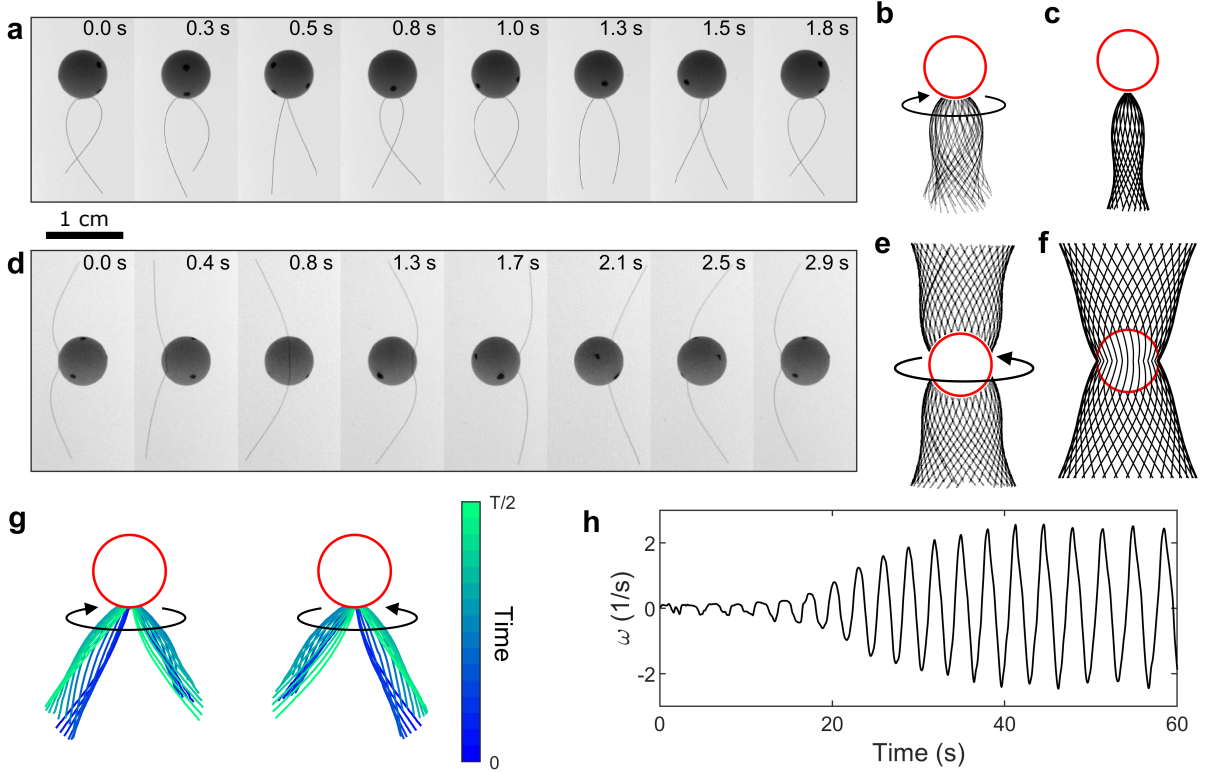 a
0.0 s 0.3 s 0.5 s 0.8 s 1.0 s 1.3 s 1.5 s 1.8 s
b
c
1 cm
d
0.0 s 0.4 s 0.8 s 1.3 s 1.7 s 2.1 s 2.5 s 2.9 s
e
f
g
T/2
Time
0
h
ω (1/s)
2
0
-2
0 20 40 60
Time (s)